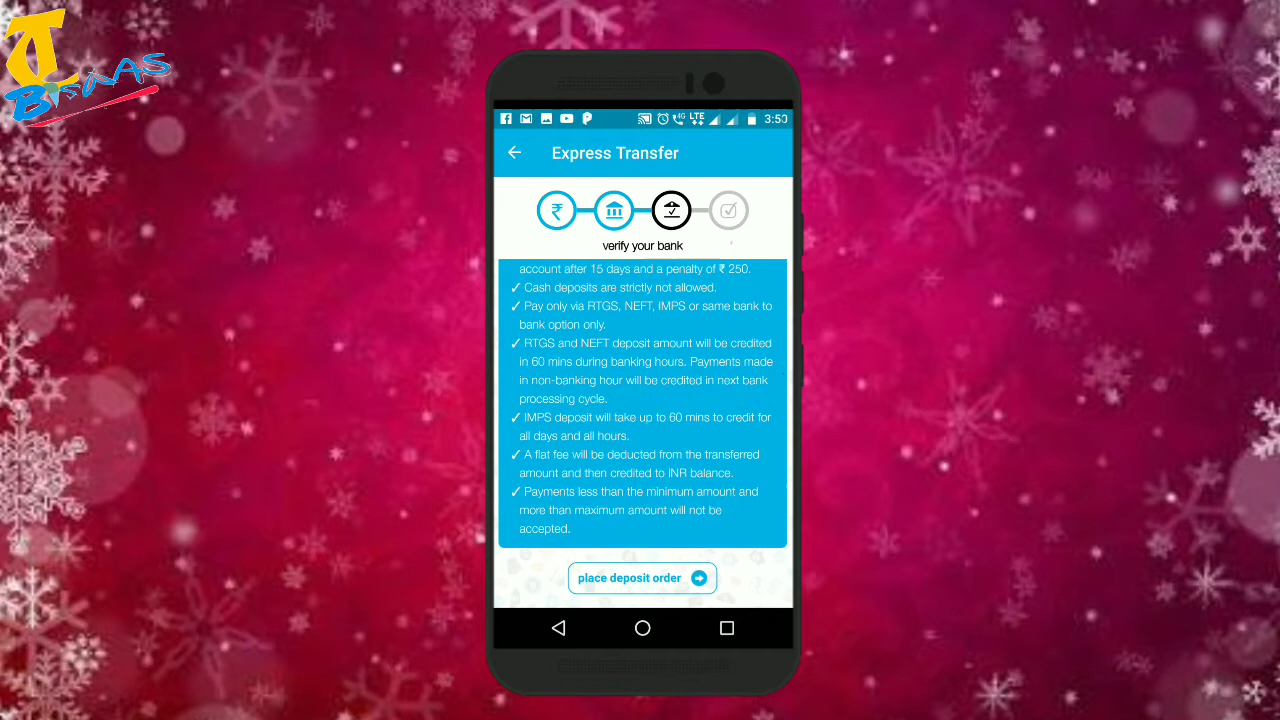 T
BiSWAS
4G LTE 3:50
Express Transfer
₹
verify your bank
account after 15 days and a penalty of ₹ 250.
✓ Cash deposits are strictly not allowed.
✓ Pay only via RTGS, NEFT, IMPS or same bank to
bank option only.
✓ RTGS and NEFT deposit amount will be credited
in 60 mins during banking hours. Payments made
in non-banking hour will be credited in next bank
processing cycle.
✓ IMPS deposit will take up to 60 mins to credit for
all days and all hours.
✓ A flat fee will be deducted from the transferred
amount and then credited to INR balance.
✓ Payments less than the minimum amount and
more than maximum amount will not be
accepted.
place deposit order